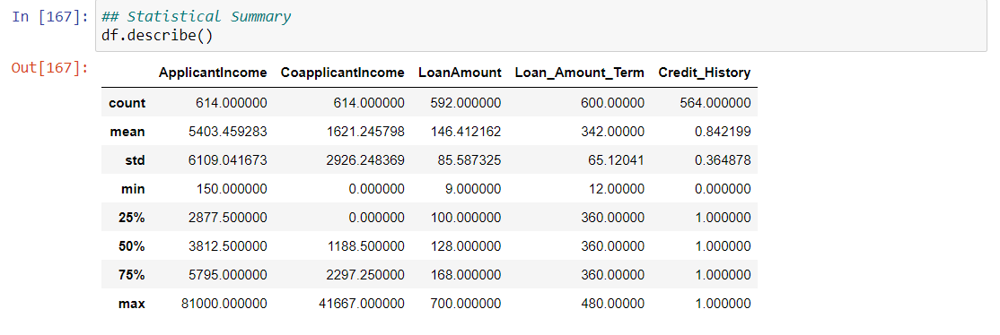 In [167]: ## Statistical Summary
df.describe()
Out[167]:
ApplicantIncome CoapplicantIncome LoanAmount Loan_Amount_Term Credit_History
count 614.000000 614.000000 592.000000 600.00000 564.000000
mean 5403.459283 1621.245798 146.412162 342.00000 0.842199
std 6109.041673 2926.248369 85.587325 65.12041 0.364878
min 150.000000 0.000000 9.000000 12.00000 0.000000
25% 2877.500000 0.000000 100.000000 360.00000 1.000000
50% 3812.500000 1188.500000 128.000000 360.00000 1.000000
75% 5795.000000 2297.250000 168.000000 360.00000 1.000000
max 81000.000000 41667.000000 700.000000 480.00000 1.000000